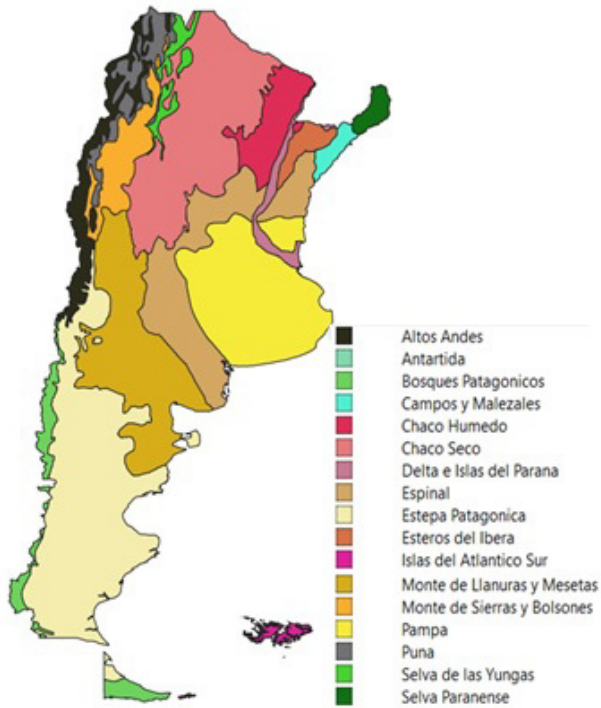 Altos Andes
Antartida
Bosques Patagonicos
Campos y Malezales
Chaco Humedo
Chaco Seco
Delta e Islas del Parana
Espinal
Estepa Patagonica
Esteros del Ibera
Islas del Atlantico Sur
Monte de Llanuras y Mesetas
Monte de Sierras y Bolsones
Pampa
Puna
Selva de las Yungas
Selva Paranense